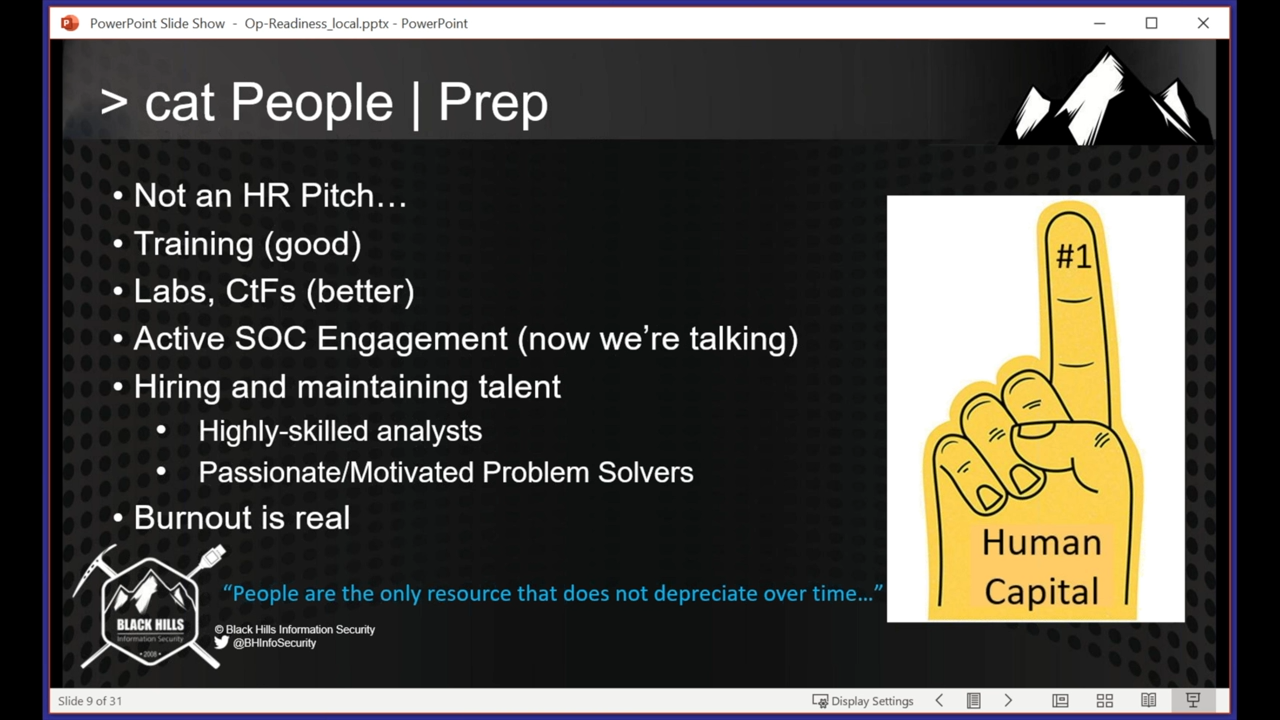 PowerPoint Slide Show - Op-Readiness_local.pptx - PowerPoint
> cat People | Prep
• Not an HR Pitch…
• Training (good)
• Labs, CtFs (better)
• Active SOC Engagement (now we’re talking)
• Hiring and maintaining talent
• Highly-skilled analysts
• Passionate/Motivated Problem Solvers
• Burnout is real
#1
Human
Capital
“People are the only resource that does not depreciate over time…”
BLACK HILLS
Information Security
• 2008 •
© Black Hills Information Security
@BHInfoSecurity
Slide 9 of 31
Display Settings